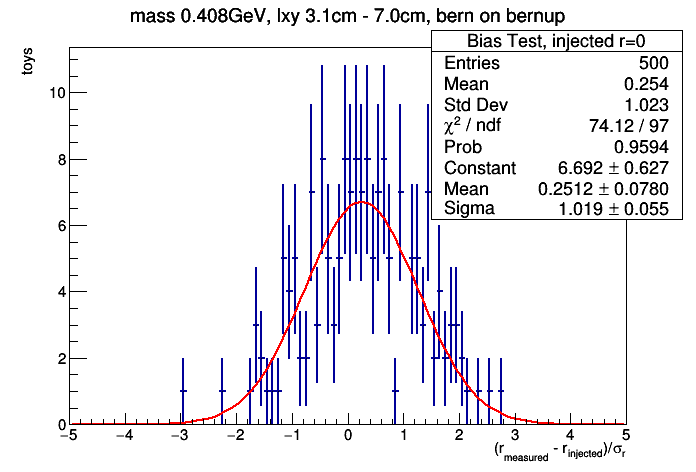 mass 0.408GeV, lxy 3.1cm - 7.0cm, bern on bernup
Bias Test, injected r=0
Entries 500
Mean 0.254
Std Dev 1.023
χ² / ndf 74.12 / 97
Prob 0.9594
Constant 6.692 ± 0.627
Mean 0.2512 ± 0.0780
Sigma 1.019 ± 0.055
toys
10
8
6
4
2
0
−5 −4 −3 −2 −1 0 1 2 3 4 5
(r_measured - r_injected)/σ_r